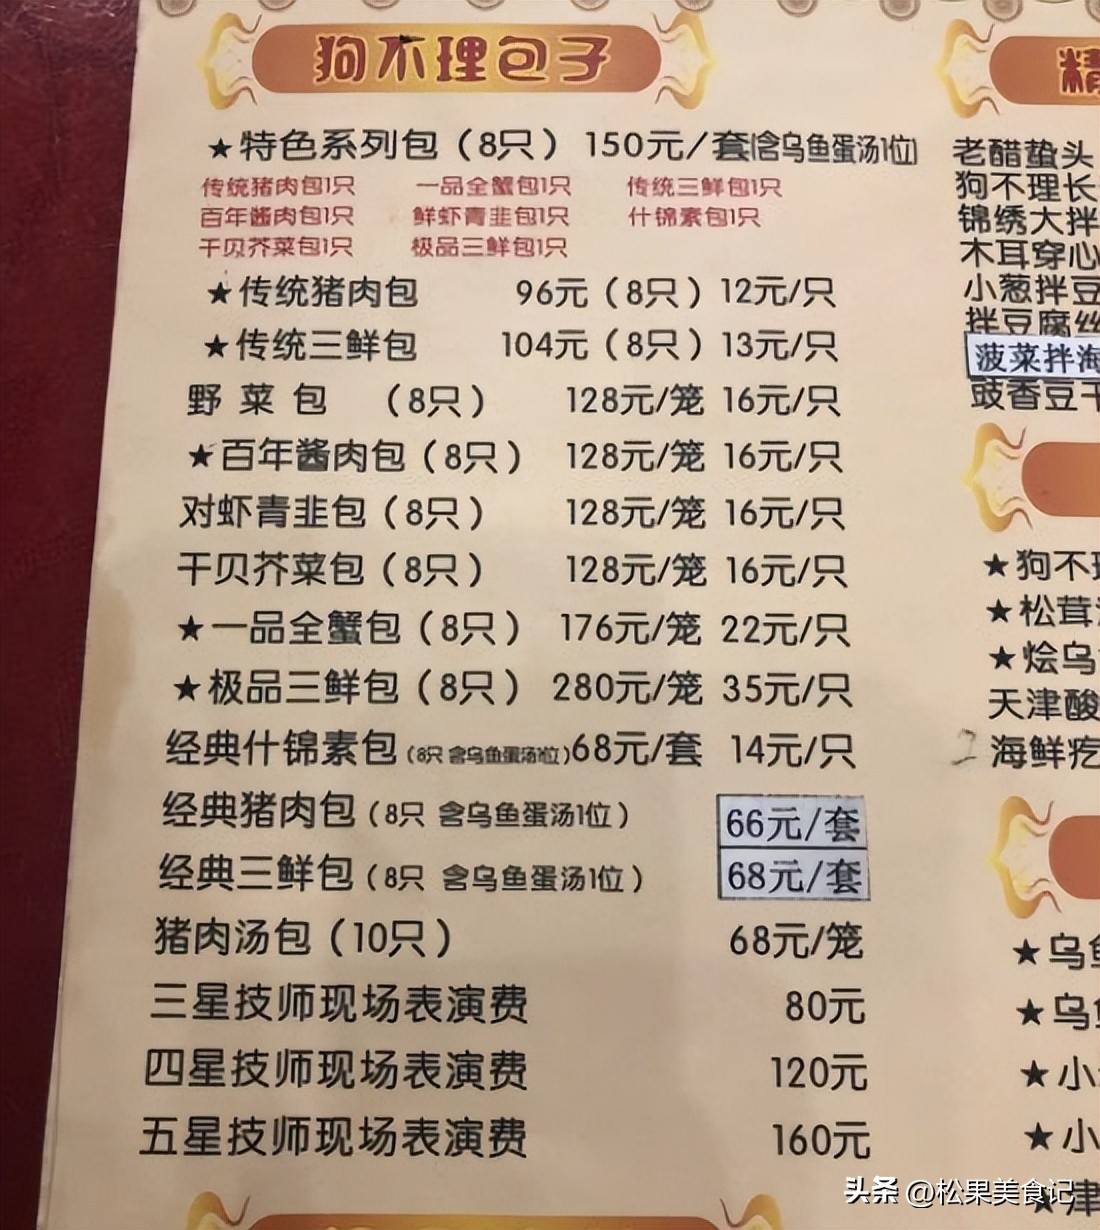 狗不理包子
★特色系列包（8只） 150元/套(含乌鱼蛋汤1位)
传统猪肉包1只 一品全蟹包1只 传统三鲜包1只
百年酱肉包1只 鲜虾青韭包1只 什锦素包1只
干贝芥菜包1只 极品三鲜包1只
★传统猪肉包 96元（8只）12元/只
★传统三鲜包 104元（8只）13元/只
野菜包 （8只） 128元/笼 16元/只
★百年酱肉包（8只） 128元/笼 16元/只
对虾青韭包（8只） 128元/笼 16元/只
干贝芥菜包（8只） 128元/笼 16元/只
★一品全蟹包（8只） 176元/笼 22元/只
★极品三鲜包（8只） 280元/笼 35元/只
经典什锦素包(8只 含乌鱼蛋汤1位)68元/套 14元/只
经典猪肉包(8只 含乌鱼蛋汤1位) 66元/套
经典三鲜包(8只 含乌鱼蛋汤1位) 68元/套
猪肉汤包（10只） 68元/笼
三星技师现场表演费 80元
四星技师现场表演费 120元
五星技师现场表演费 160元
精
老醋蛰头
狗不理长
锦绣大拌
木耳穿心
小葱拌豆
拌豆腐丝
菠菜拌海
豉香豆干
★狗不理
★松茸
★烩乌
天津酸
海鲜疙
★乌鱼
★乌
★小
★小
★津
头条 @松果美食记